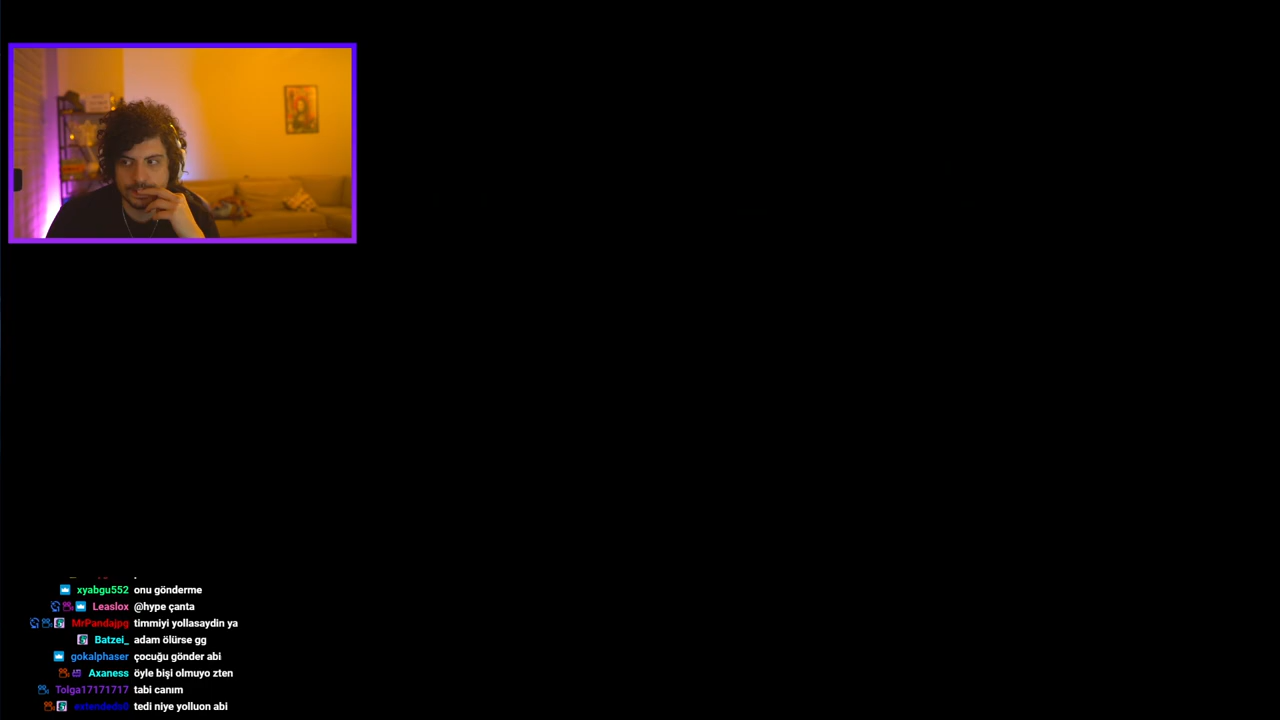 xyabgu552 onu gönderme
Leaslox @hype çanta
MrPandajpg timmiyi yollasaydin ya
Batzei_ adam ölürse gg
gokalphaser çocuğu gönder abi
Axaness öyle bişi olmuyo zten
Tolga17171717 tabi canım
extendeds0 tedi niye yolluon abi